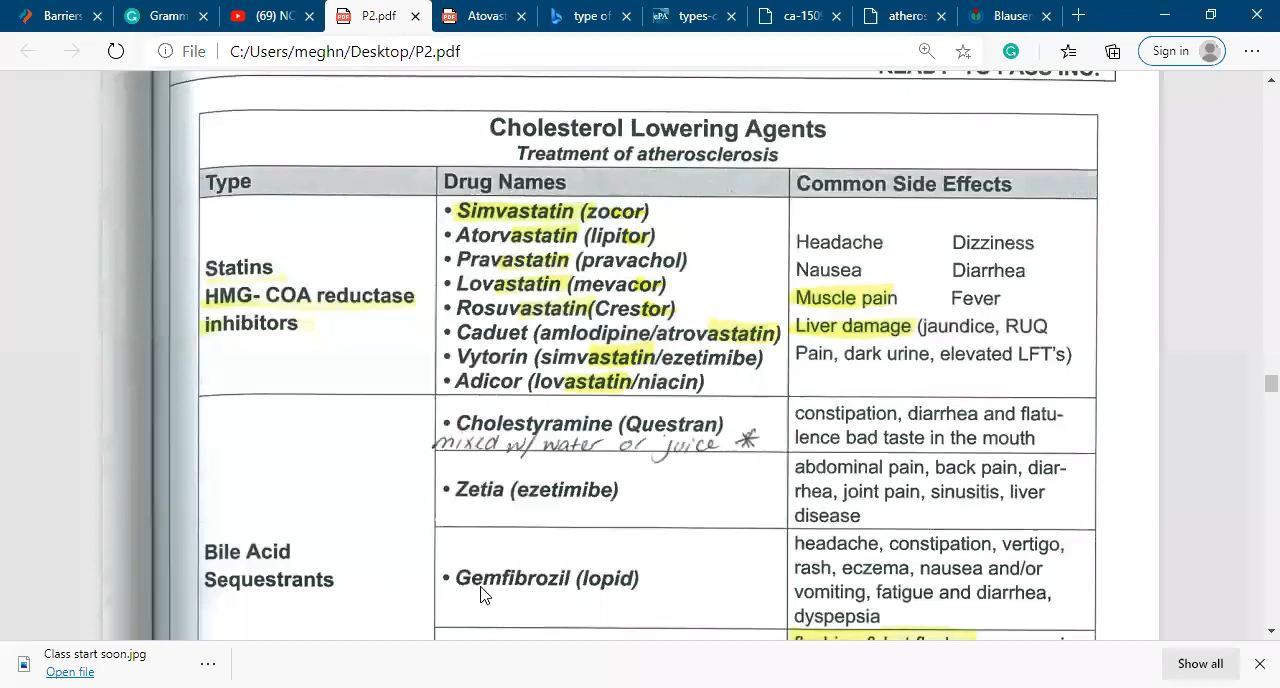 Barriers
Gramm
(69) NC
P2.pdf
Atovast
type of
types-c
ca-150
atheros
Blauser
File
C:/Users/meghn/Desktop/P2.pdf
Sign in
READY TO PASS INC.
Cholesterol Lowering Agents
Treatment of atherosclerosis
Type
Drug Names
Common Side Effects
Statins
HMG- COA reductase
inhibitors
• Simvastatin (zocor)
• Atorvastatin (lipitor)
• Pravastatin (pravachol)
• Lovastatin (mevacor)
• Rosuvastatin(Crestor)
• Caduet (amlodipine/atrovastatin)
• Vytorin (simvastatin/ezetimibe)
• Adicor (lovastatin/niacin)
Headache Dizziness
Nausea Diarrhea
Muscle pain Fever
Liver damage (jaundice, RUQ
Pain, dark urine, elevated LFT's)
Bile Acid
Sequestrants
• Cholestyramine (Questran)
mixed w/ water or juice *
constipation, diarrhea and flatu-
lence bad taste in the mouth
• Zetia (ezetimibe)
abdominal pain, back pain, diar-
rhea, joint pain, sinusitis, liver
disease
• Gemfibrozil (lopid)
headache, constipation, vertigo,
rash, eczema, nausea and/or
vomiting, fatigue and diarrhea,
dyspepsia
Class start soon.jpg
Open file
Show all